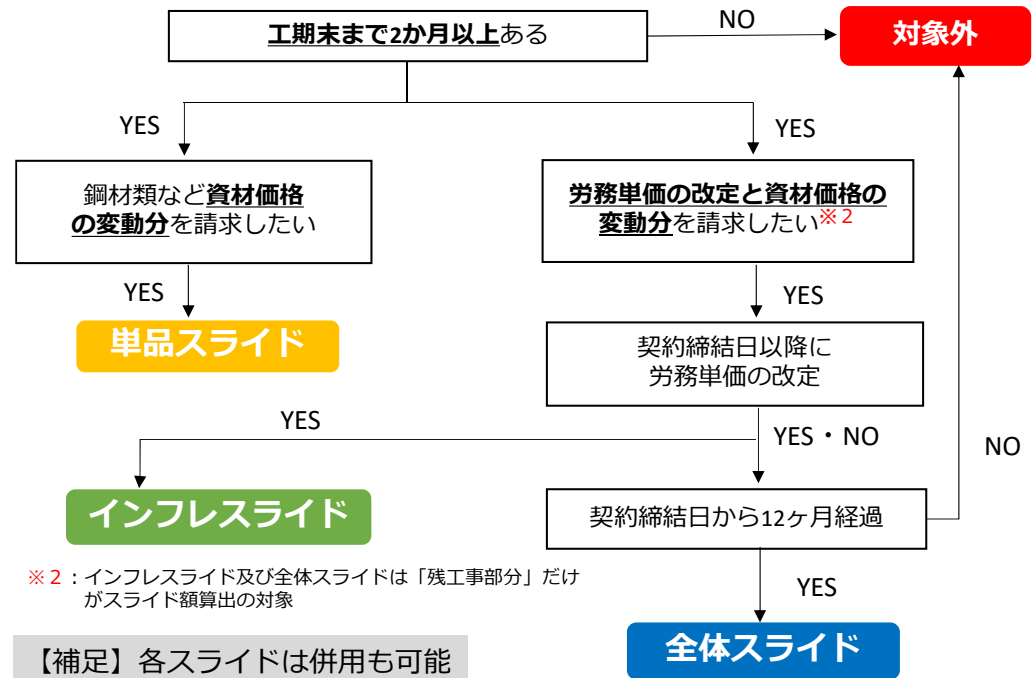 工期末まで2か月以上ある
NO
対象外
YES
YES
鋼材類など資材価格
の変動分を請求したい
労務単価の改定と資材価格の
変動分を請求したい※２
YES
YES
単品スライド
契約締結日以降に
労務単価の改定
YES
YES・NO
NO
インフレスライド
契約締結日から12ヶ月経過
※２：インフレスライド及び全体スライドは「残工事部分」だけ
がスライド額算出の対象
YES
全体スライド
【補足】各スライドは併用も可能